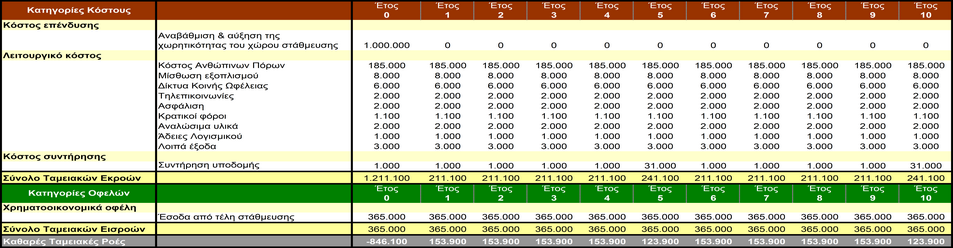 Κατηγορίες Κόστους Έτος 0 Έτος 1 Έτος 2 Έτος 3 Έτος 4 Έτος 5 Έτος 6 Έτος 7 Έτος 8 Έτος 9 Έτος 10
Κόστος επένδυσης
Αναβάθμιση & αύξηση της
χωρητικότητας του χώρου στάθμευσης 1.000.000 0 0 0 0 0 0 0 0 0 0
Λειτουργικό κόστος
Κόστος Ανθώπινων Πόρων 185.000 185.000 185.000 185.000 185.000 185.000 185.000 185.000 185.000 185.000 185.000
Μίσθωση εξοπλισμού 8.000 8.000 8.000 8.000 8.000 8.000 8.000 8.000 8.000 8.000 8.000
Δίκτυα Κοινής Ωφέλειας 6.000 6.000 6.000 6.000 6.000 6.000 6.000 6.000 6.000 6.000 6.000
Τηλεπικοινωνίες 2.000 2.000 2.000 2.000 2.000 2.000 2.000 2.000 2.000 2.000 2.000
Ασφάλιση 2.000 2.000 2.000 2.000 2.000 2.000 2.000 2.000 2.000 2.000 2.000
Κρατικοί φόροι 1.100 1.100 1.100 1.100 1.100 1.100 1.100 1.100 1.100 1.100 1.100
Αναλώσιμα υλικά 2.000 2.000 2.000 2.000 2.000 2.000 2.000 2.000 2.000 2.000 2.000
Άδειες Λογισμικού 1.000 1.000 1.000 1.000 1.000 1.000 1.000 1.000 1.000 1.000 1.000
Λοιπά έξοδα 3.000 3.000 3.000 3.000 3.000 3.000 3.000 3.000 3.000 3.000 3.000
Κόστος συντήρησης
Συντήρηση υποδομής 1.000 1.000 1.000 1.000 1.000 31.000 1.000 1.000 1.000 1.000 31.000
Σύνολο Ταμειακών Εκροών 1.211.100 211.100 211.100 211.100 211.100 241.100 211.100 211.100 211.100 211.100 241.100
Κατηγορίες Οφελών Έτος 0 Έτος 1 Έτος 2 Έτος 3 Έτος 4 Έτος 5 Έτος 6 Έτος 7 Έτος 8 Έτος 9 Έτος 10
Χρηματοοικονομικά οφέλη
Έσοδα από τέλη στάθμευσης 365.000 365.000 365.000 365.000 365.000 365.000 365.000 365.000 365.000 365.000 365.000
Σύνολο Ταμειακών Εισροών 365.000 365.000 365.000 365.000 365.000 365.000 365.000 365.000 365.000 365.000 365.000
Καθαρές Ταμειακές Ροές -846.100 153.900 153.900 153.900 153.900 123.900 153.900 153.900 153.900 153.900 123.900